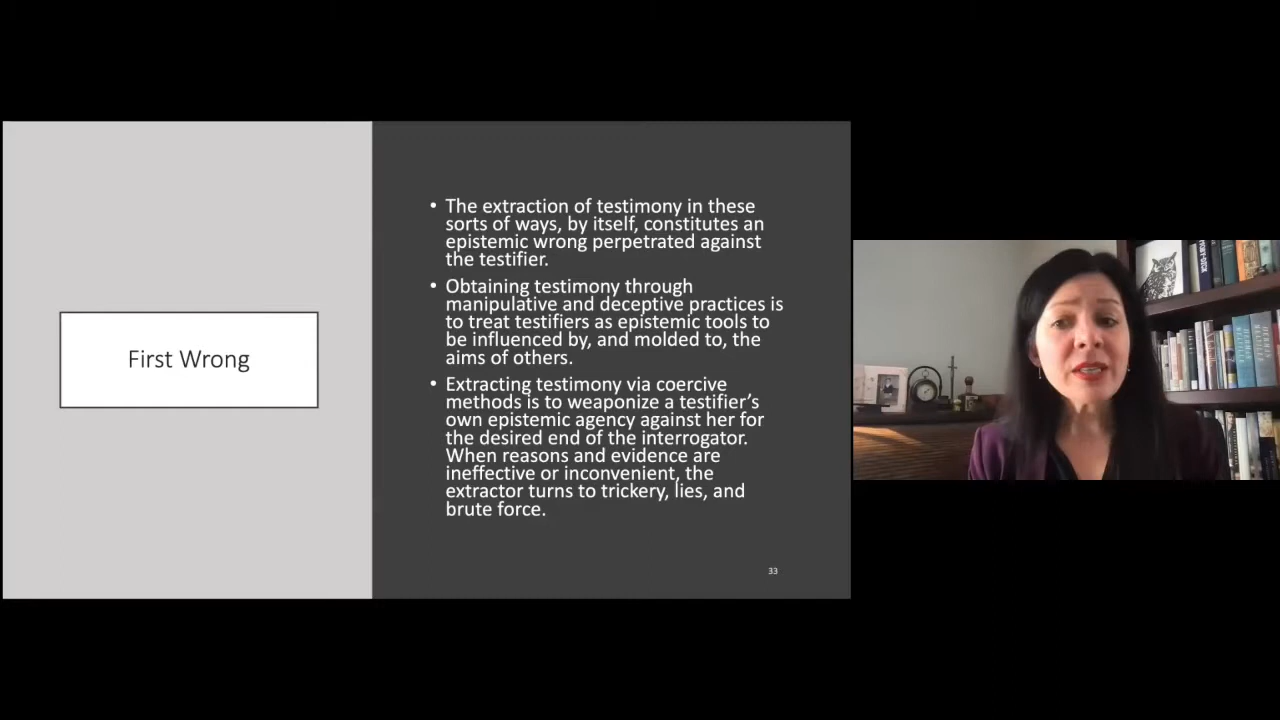 First Wrong
• The extraction of testimony in these
sorts of ways, by itself, constitutes an
epistemic wrong perpetrated against
the testifier.
• Obtaining testimony through
manipulative and deceptive practices is
to treat testifiers as epistemic tools to
be influenced by, and molded to, the
aims of others.
• Extracting testimony via coercive
methods is to weaponize a testifier’s
own epistemic agency against her for
the desired end of the interrogator.
When reasons and evidence are
ineffective or inconvenient, the
extractor turns to trickery, lies, and
brute force.
33